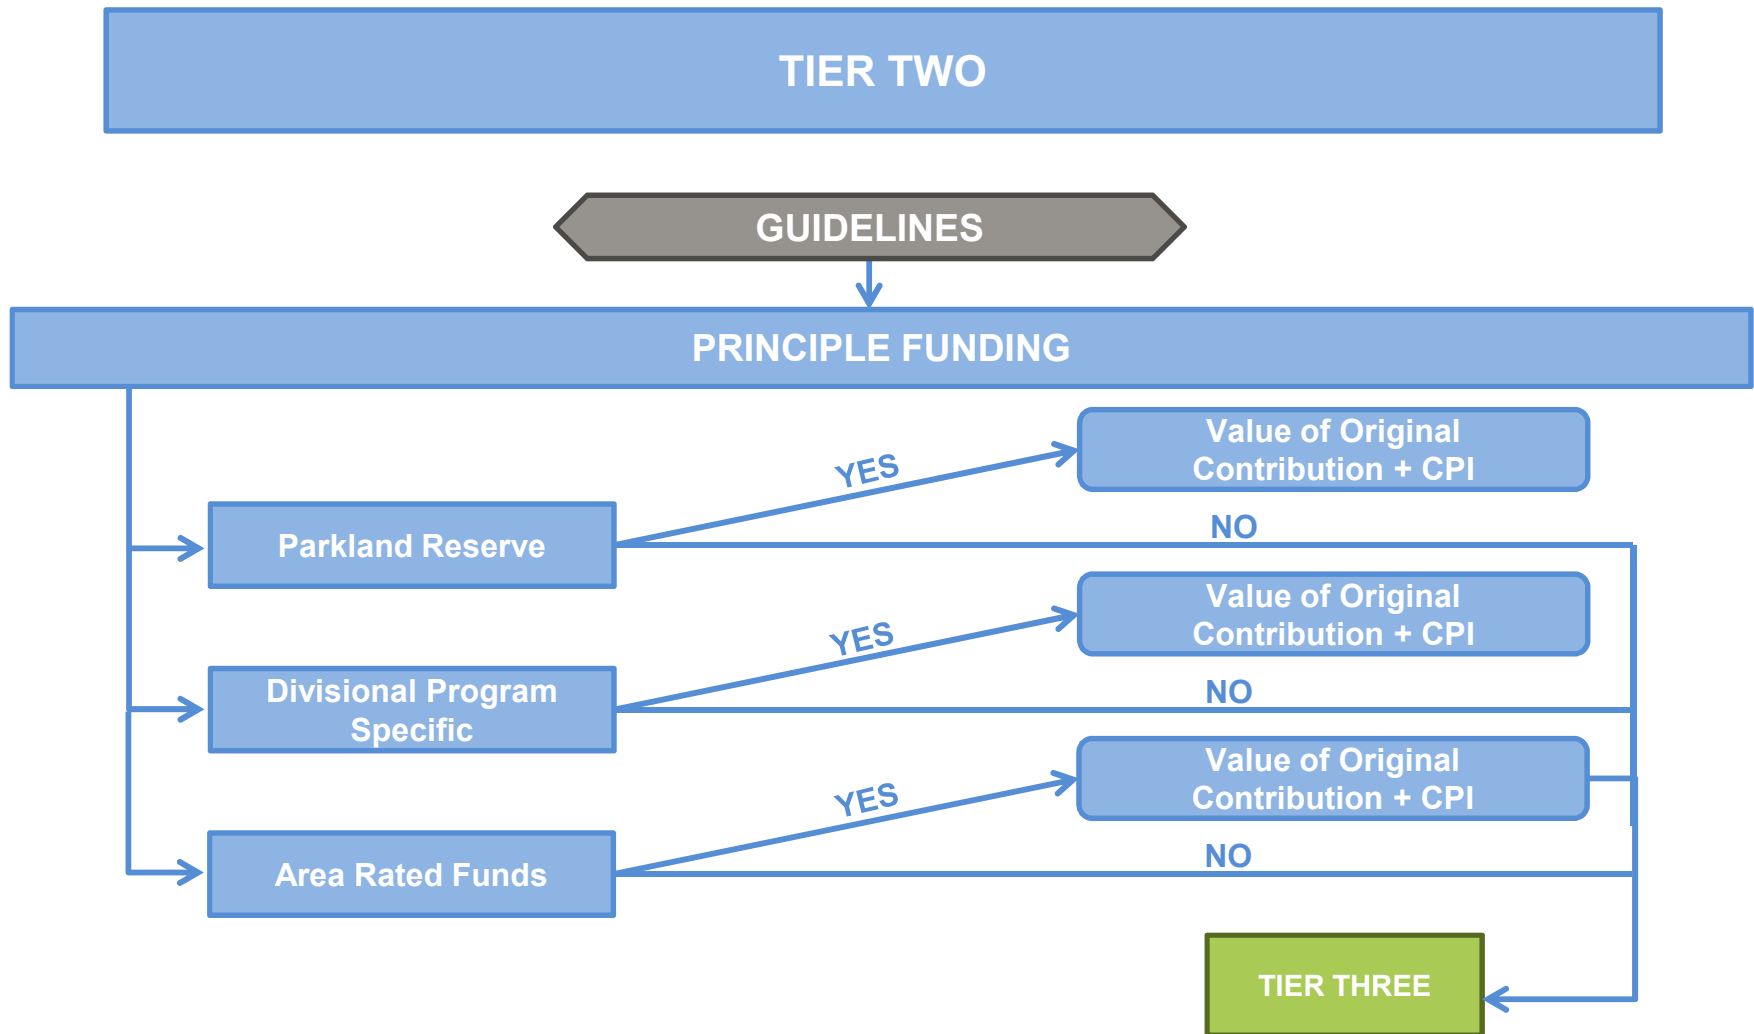 TIER TWO
GUIDELINES
PRINCIPLE FUNDING
Value of Original
Contribution + CPI
YES
NO
Parkland Reserve
Value of Original
Contribution + CPI
YES
NO
Divisional Program
Specific
Value of Original
Contribution + CPI
YES
NO
Area Rated Funds
TIER THREE